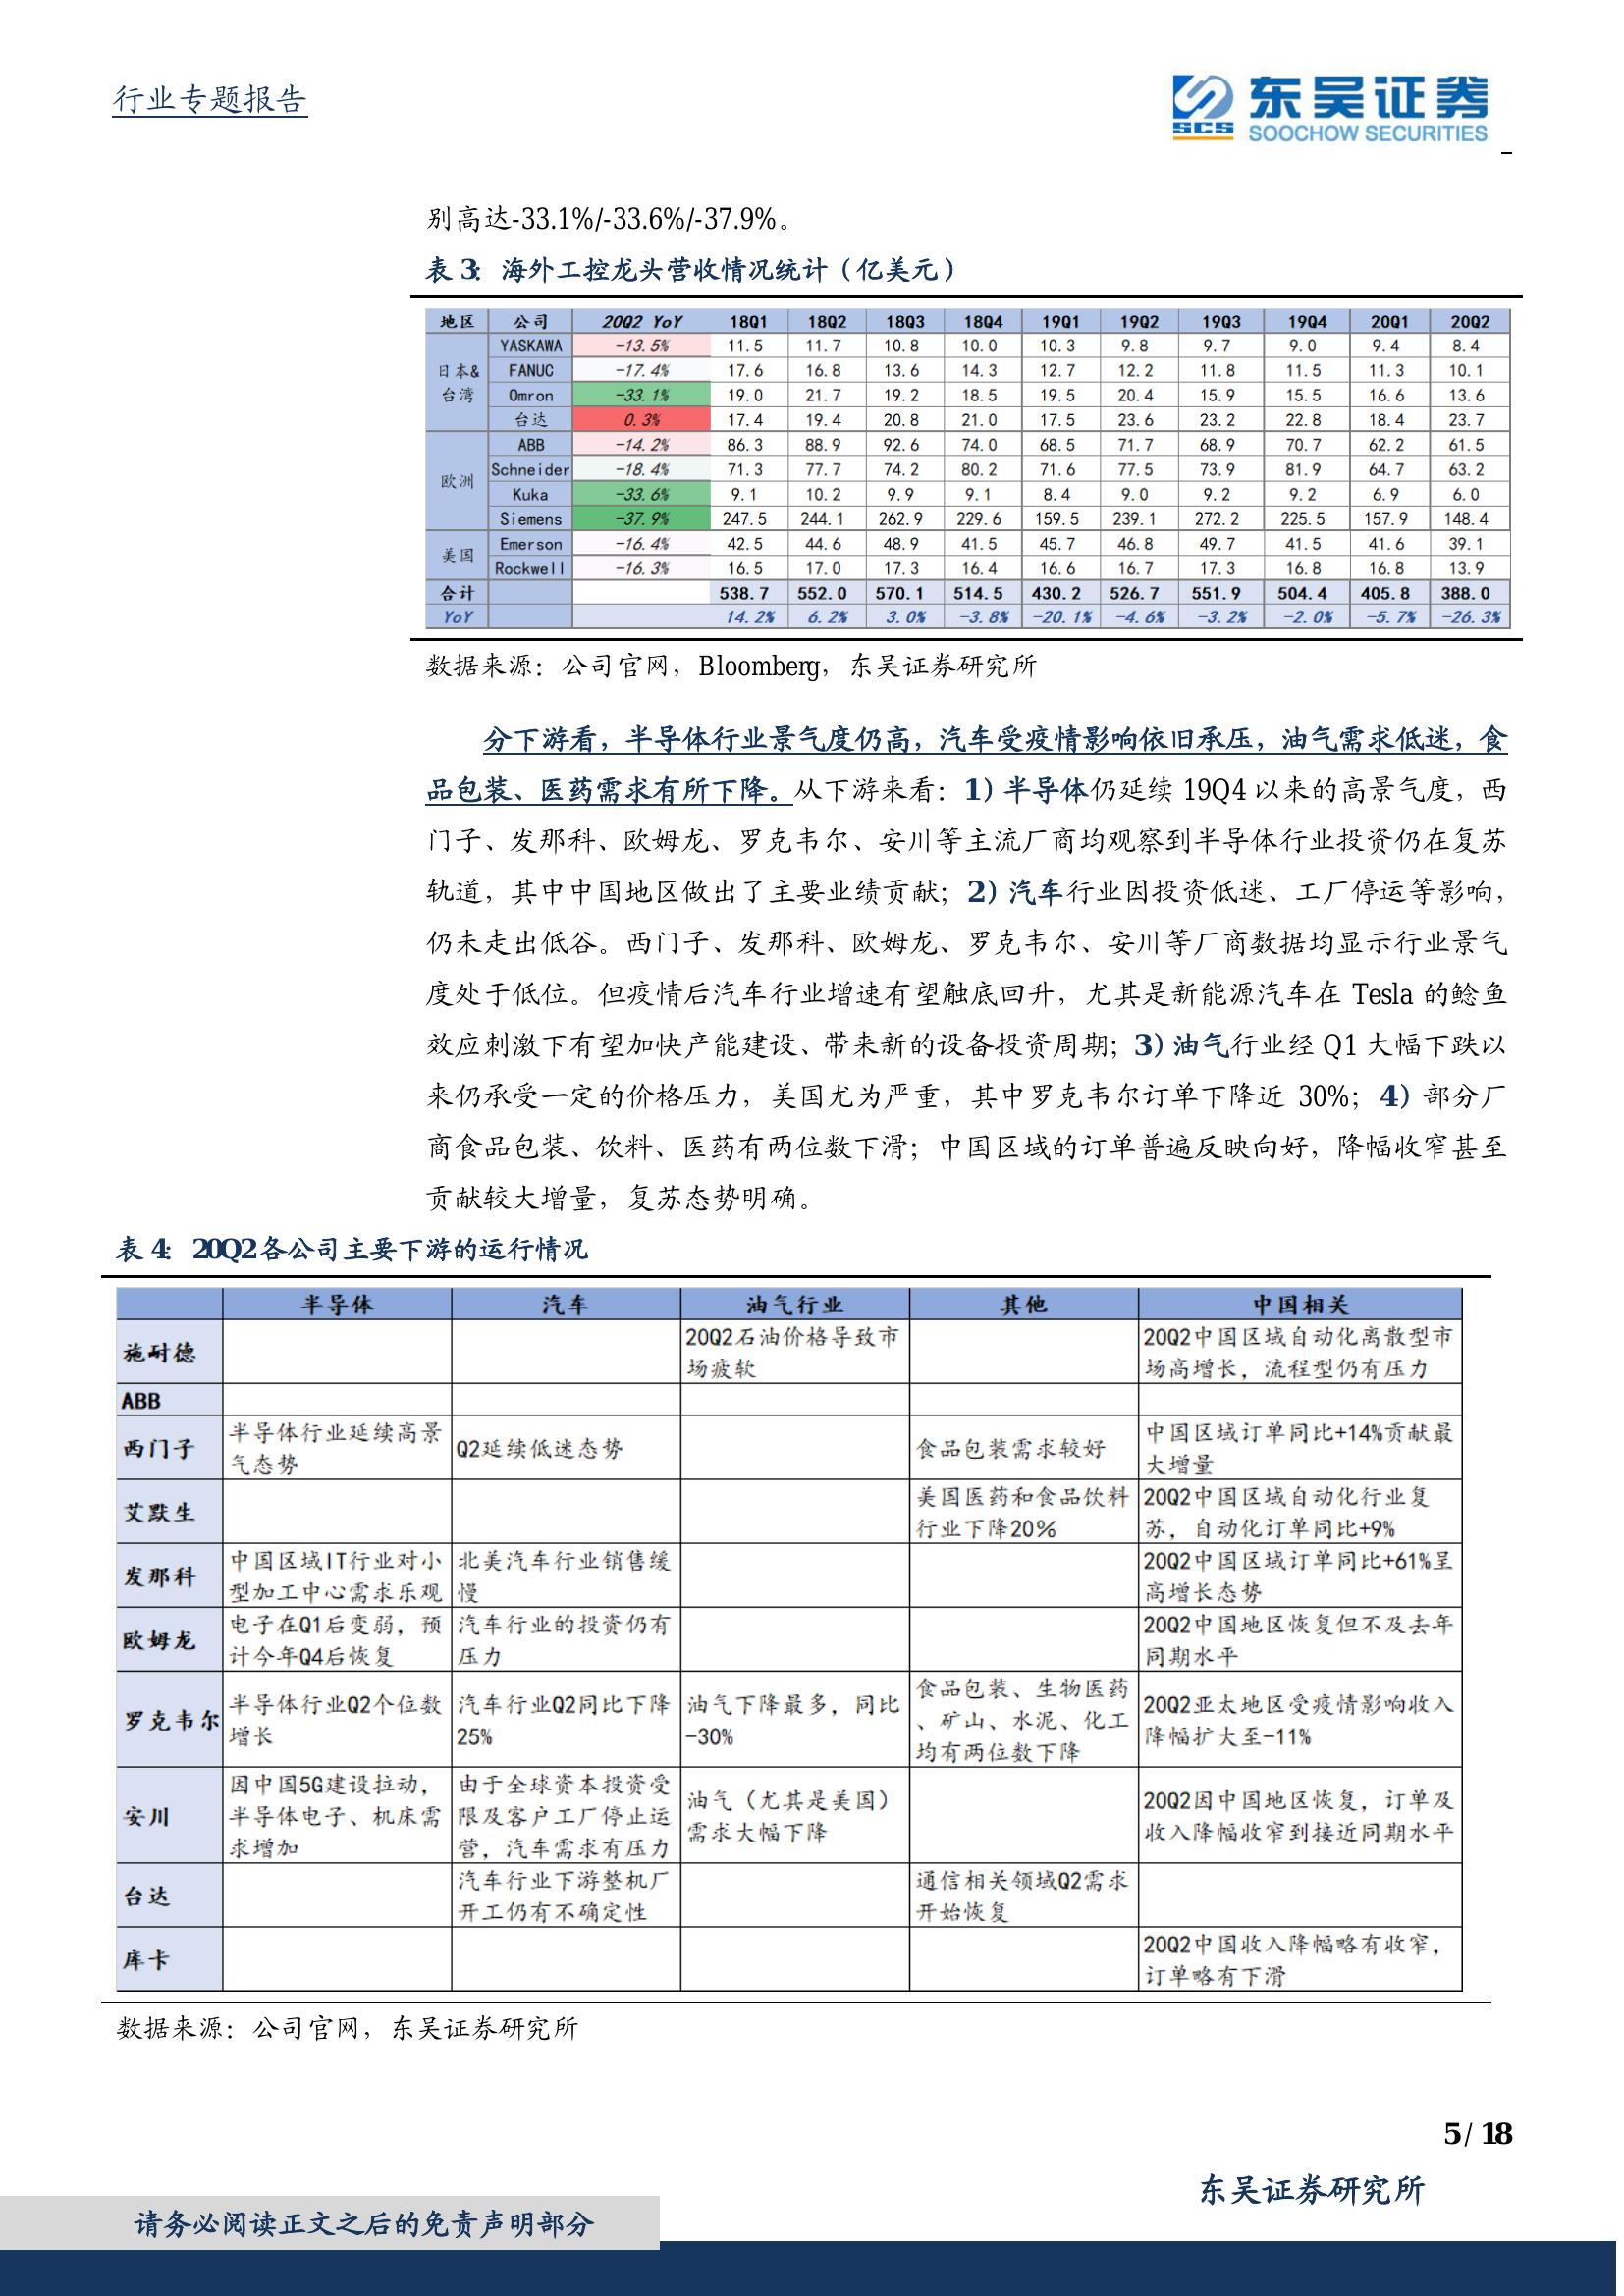 行业专题报告
东吴证券
SCS
SOOCHOW SECURITIES
别高达-33.1%/-33.6%/-37.9%。
表 3：海外工控龙头营收情况统计（亿美元）
地区 公司 20Q2 YoY 18Q1 18Q2 18Q3 18Q4 19Q1 19Q2 19Q3 19Q4 20Q1 20Q2
日本&台湾 YASKAWA -13.5% 11.5 11.7 10.8 10.0 10.3 9.8 9.7 9.0 9.4 8.4
FANUC -17.4% 17.6 16.8 13.6 14.3 12.7 12.2 11.8 11.5 11.3 10.1
Omron -33.1% 19.0 21.7 19.2 18.5 19.5 20.4 15.9 15.5 16.6 13.6
台达 0.3% 17.4 19.4 20.8 21.0 17.5 23.6 23.2 22.8 18.4 23.7
欧洲 ABB -14.2% 86.3 88.9 92.6 74.0 68.5 71.7 68.9 70.7 62.2 61.5
Schneider -18.4% 71.3 77.7 74.2 80.2 71.6 77.5 73.9 81.9 64.7 63.2
Kuka -33.6% 9.1 10.2 9.9 9.1 8.4 9.0 9.2 9.2 6.9 6.0
Siemens -37.9% 247.5 244.1 262.9 229.6 159.5 239.1 272.2 225.5 157.9 148.4
美国 Emerson -16.4% 42.5 44.6 48.9 41.5 45.7 46.8 49.7 41.5 41.6 39.1
Rockwell -16.3% 16.5 17.0 17.3 16.4 16.6 16.7 17.3 16.8 16.8 13.9
合计 538.7 552.0 570.1 514.5 430.2 526.7 551.9 504.4 405.8 388.0
YoY 14.2% 6.2% 3.0% -3.8% -20.1% -4.6% -3.2% -2.0% -5.7% -26.3%
数据来源：公司官网，Bloomberg，东吴证券研究所
分下游看，半导体行业景气度仍高，汽车受疫情影响依旧承压，油气需求低迷，食
品包装、医药需求有所下降。从下游来看：1）半导体仍延续 19Q4 以来的高景气度，西
门子、发那科、欧姆龙、罗克韦尔、安川等主流厂商均观察到半导体行业投资仍在复苏
轨道，其中中国地区做出了主要业绩贡献；2）汽车行业因投资低迷、工厂停运等影响，
仍未走出低谷。西门子、发那科、欧姆龙、罗克韦尔、安川等厂商数据均显示行业景气
度处于低位。但疫情后汽车行业增速有望触底回升，尤其是新能源汽车在 Tesla 的鲶鱼
效应刺激下有望加快产能建设、带来新的设备投资周期；3）油气行业经 Q1 大幅下跌以
来仍承受一定的价格压力，美国尤为严重，其中罗克韦尔订单下降近 30%；4）部分厂
商食品包装、饮料、医药有两位数下滑；中国区域的订单普遍反映向好，降幅收窄甚至
贡献较大增量，复苏态势明确。
表 4：20Q2 各公司主要下游的运行情况
半导体 汽车 油气行业 其他 中国相关
施耐德 20Q2石油价格导致市场疲软 20Q2中国区域自动化离散型市场高增长，流程型仍有压力
ABB
西门子 半导体行业延续高景气态势 Q2延续低迷态势 食品包装需求较好 中国区域订单同比+14%贡献最大增量
艾默生 美国医药和食品饮料行业下降20% 20Q2中国区域自动化行业复苏，自动化订单同比+9%
发那科 中国区域IT行业对小型加工中心需求乐观 北美汽车行业销售缓慢 20Q2中国区域订单同比+61%呈高增长态势
欧姆龙 电子在Q1后变弱，预计今年Q4后恢复 汽车行业的投资仍有压力 20Q2中国地区恢复但不及去年同期水平
罗克韦尔 半导体行业Q2个位数增长 汽车行业Q2同比下降25% 油气下降最多，同比-30% 食品包装、生物医药、矿山、水泥、化工均有两位数下降 20Q2亚太地区受疫情影响收入降幅扩大至-11%
安川 因中国5G建设拉动，半导体电子、机床需求增加 由于全球资本投资受限及客户工厂停止运营，汽车需求有压力 油气（尤其是美国）需求大幅下降 20Q2因中国地区恢复，订单及收入降幅收窄到接近同期水平
台达 汽车行业下游整机厂开工仍有不确定性 通信相关领域Q2需求开始恢复
库卡 20Q2中国收入降幅略有收窄，订单略有下滑
数据来源：公司官网，东吴证券研究所
5 / 18
东吴证券研究所
请务必阅读正文之后的免责声明部分